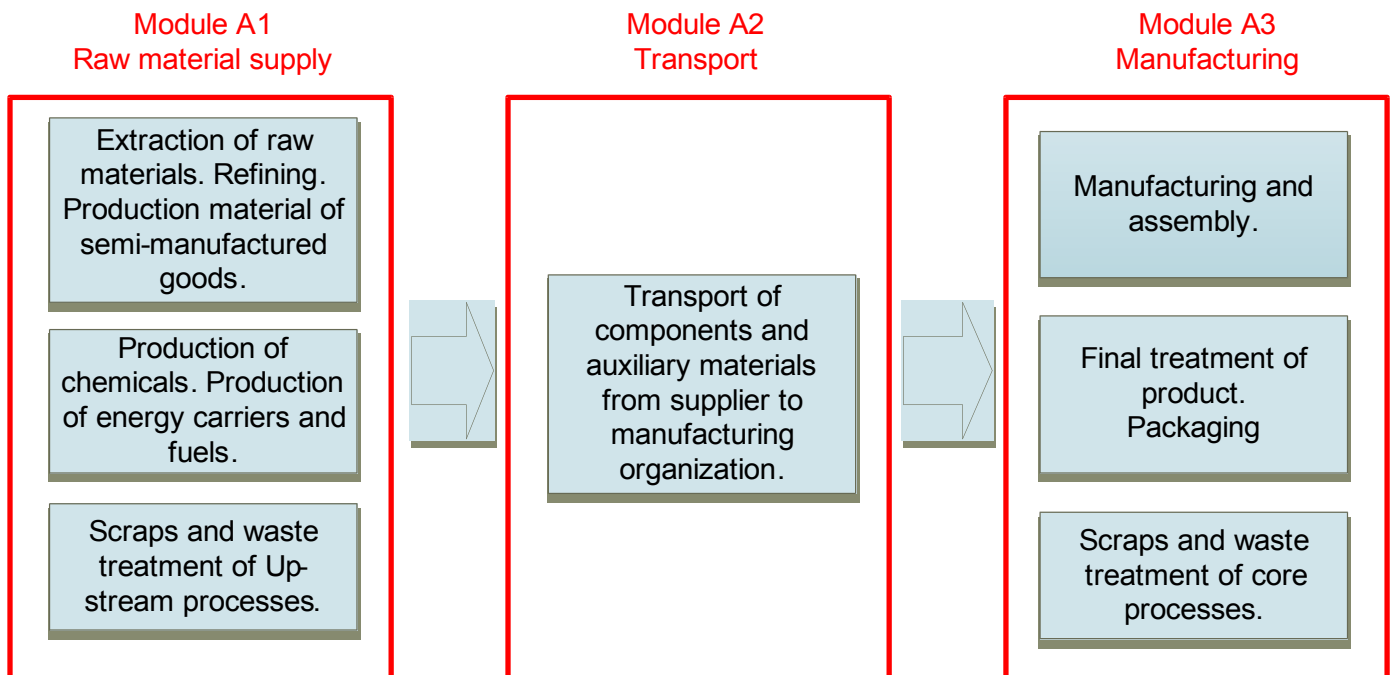 Module A1
Raw material supply
Extraction of raw
materials. Refining.
Production material of
semi-manufactured
goods.
Production of
chemicals. Production
of energy carriers and
fuels.
Scraps and waste
treatment of Up-
stream processes.
Module A2
Transport
Transport of
components and
auxiliary materials
from supplier to
manufacturing
organization.
Module A3
Manufacturing
Manufacturing and
assembly.
Final treatment of
product.
Packaging
Scraps and waste
treatment of core
processes.